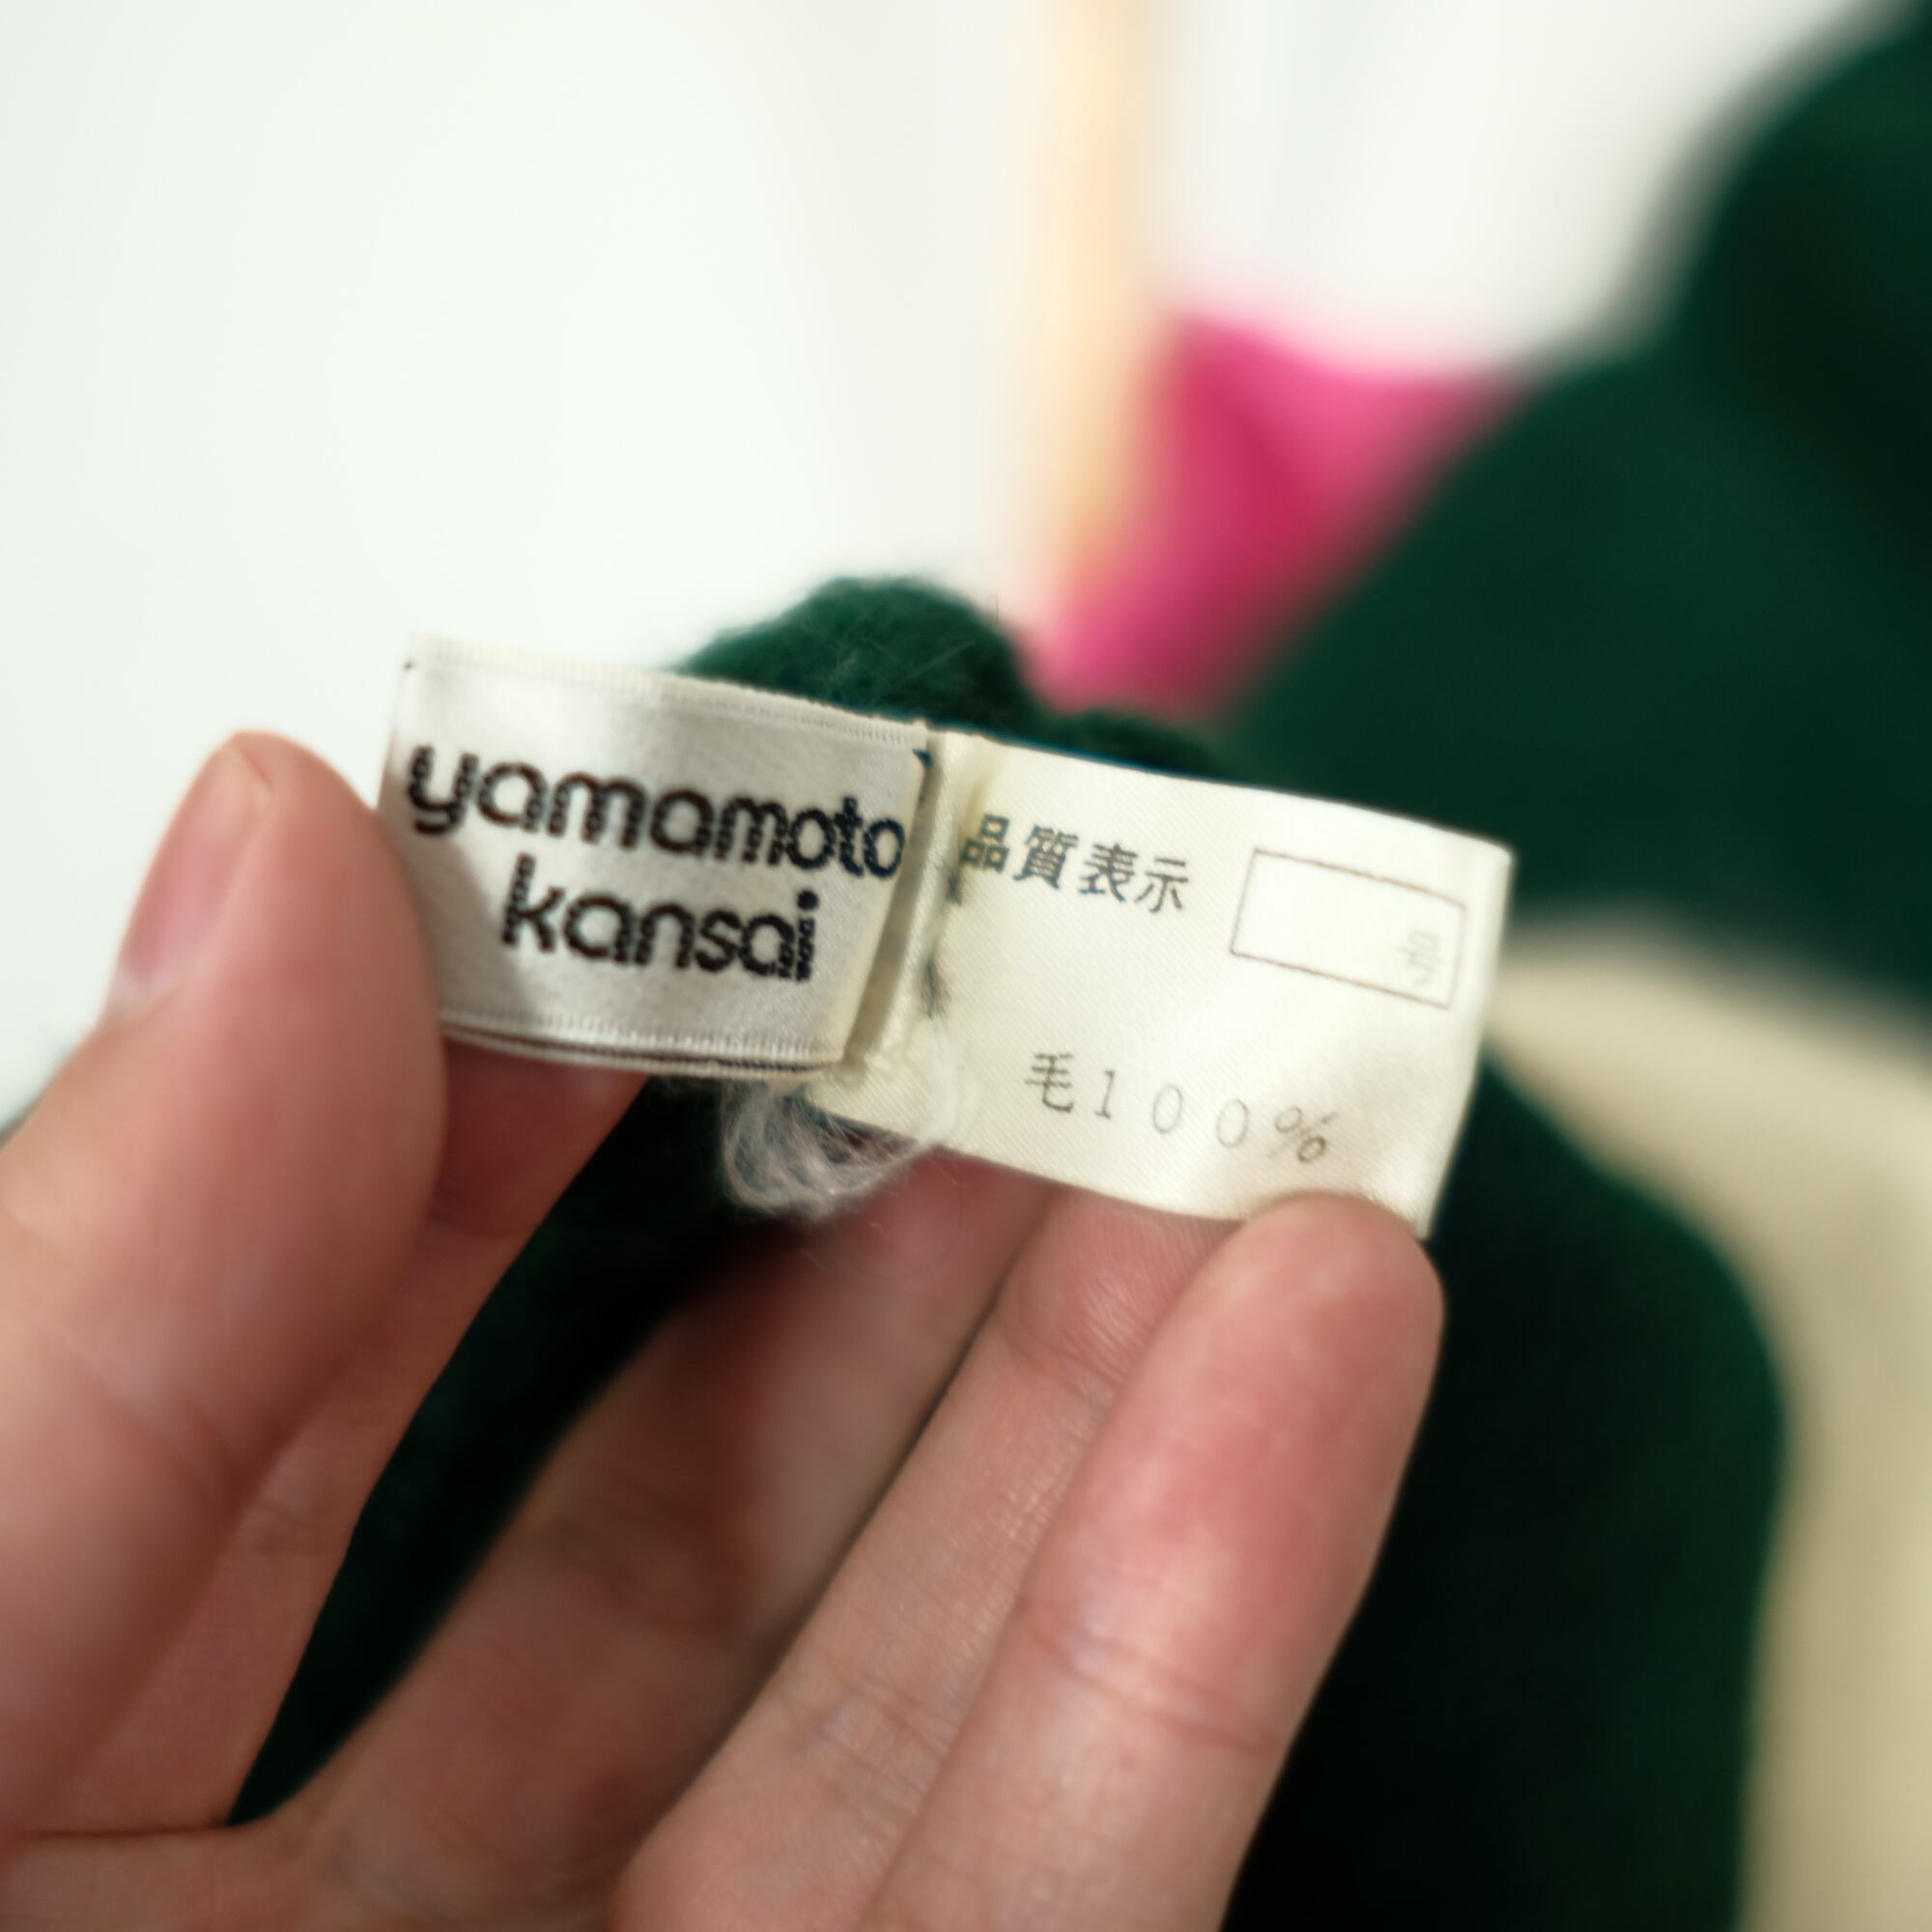 yamamoto
kansai
品質表示
号
毛100%